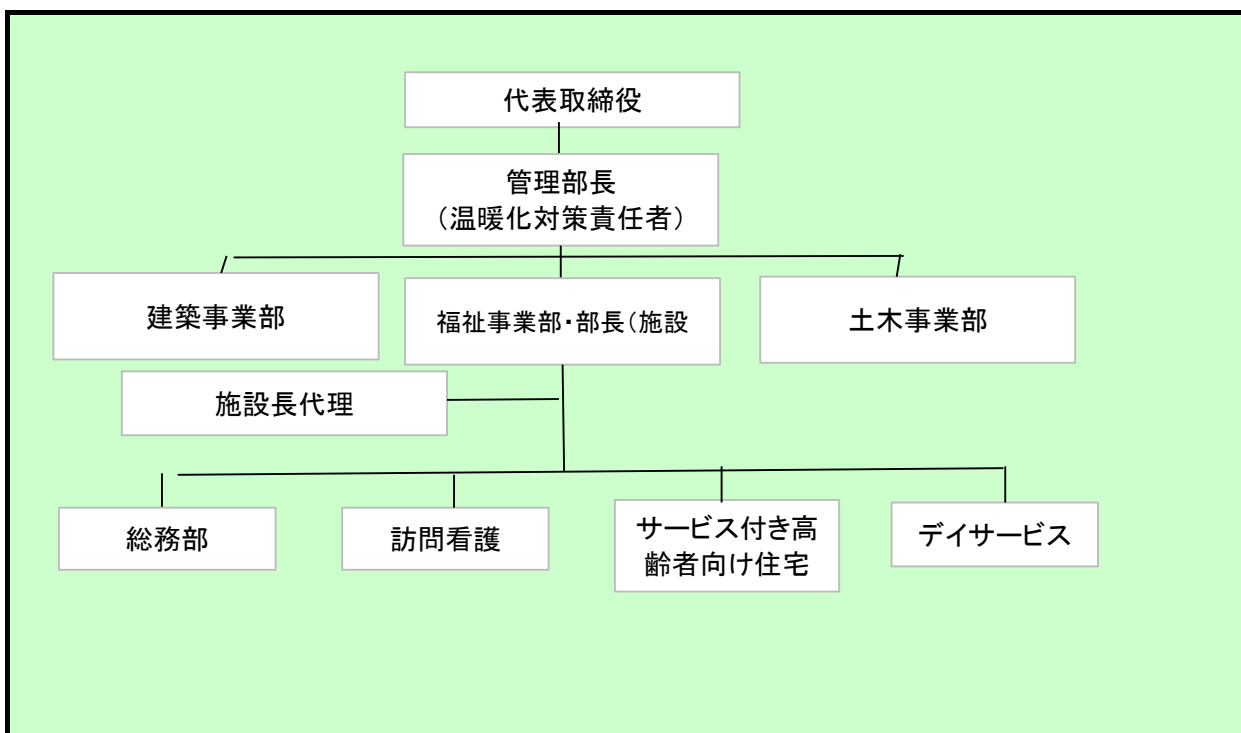 代表取締役
管理部長
（温暖化対策責任者）
建築事業部
福祉事業部・部長（施設
土木事業部
施設長代理
総務部
訪問看護
サービス付き高
齢者向け住宅
デイサービス